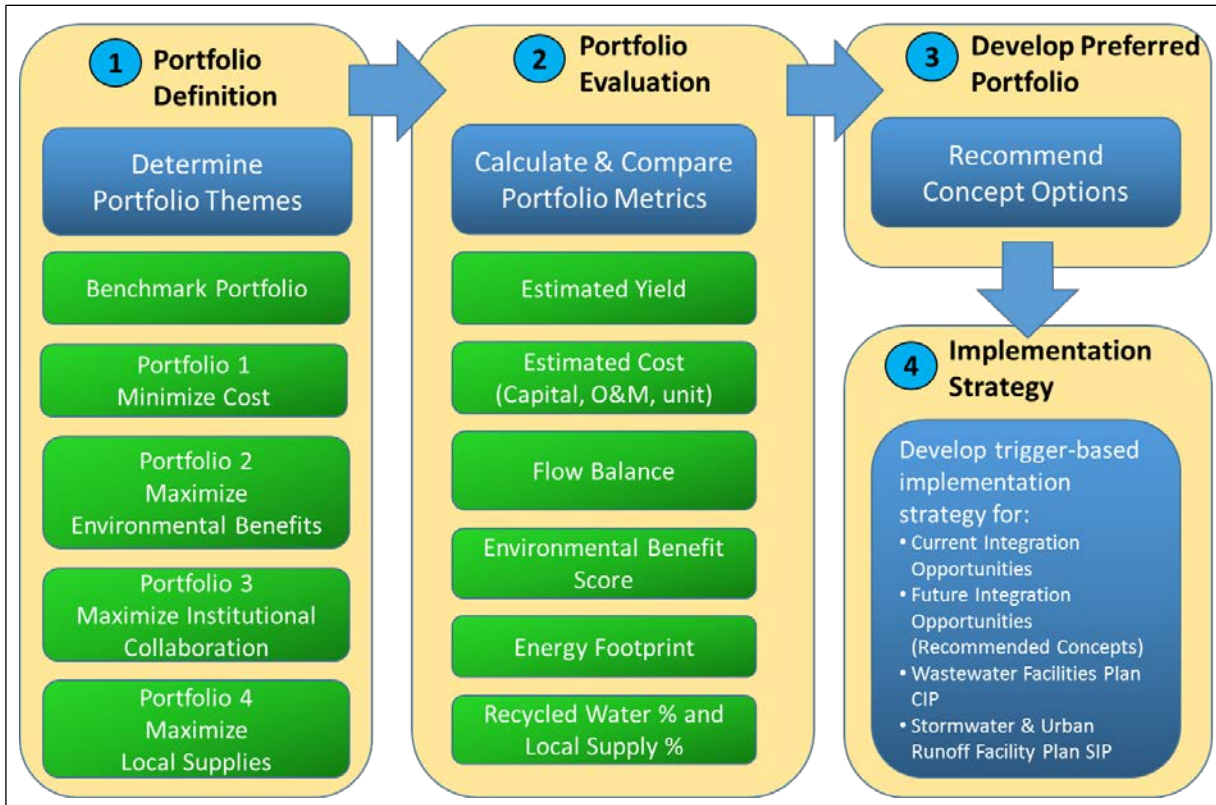 1
Portfolio
Definition
Determine
Portfolio Themes
Benchmark Portfolio
Portfolio 1
Minimize Cost
Portfolio 2
Maximize
Environmental Benefits
Portfolio 3
Maximize Institutional
Collaboration
Portfolio 4
Maximize
Local Supplies
2
Portfolio
Evaluation
Calculate & Compare
Portfolio Metrics
Estimated Yield
Estimated Cost
(Capital, O&M, unit)
Flow Balance
Environmental Benefit
Score
Energy Footprint
Recycled Water % and
Local Supply %
3
Develop Preferred
Portfolio
Recommend
Concept Options
4
Implementation
Strategy
Develop trigger-based
implementation
strategy for:
• Current Integration
Opportunities
• Future Integration
Opportunities
(Recommended Concepts)
• Wastewater Facilities Plan
CIP
• Stormwater & Urban
Runoff Facility Plan SIP